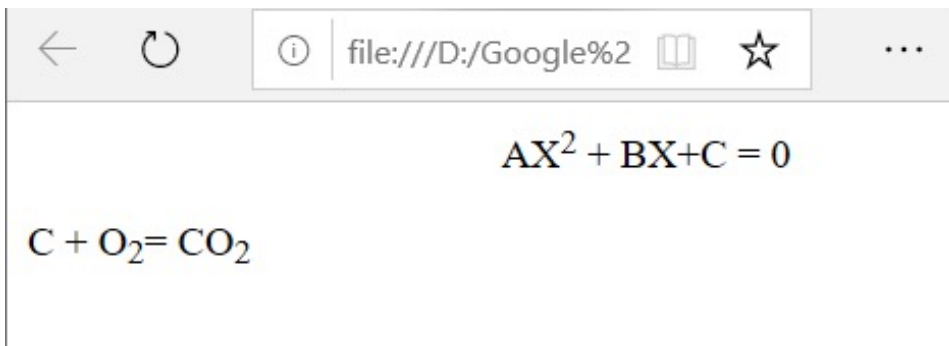 file:///D:/Google%2
AX² + BX+C = 0
C + O₂= CO₂